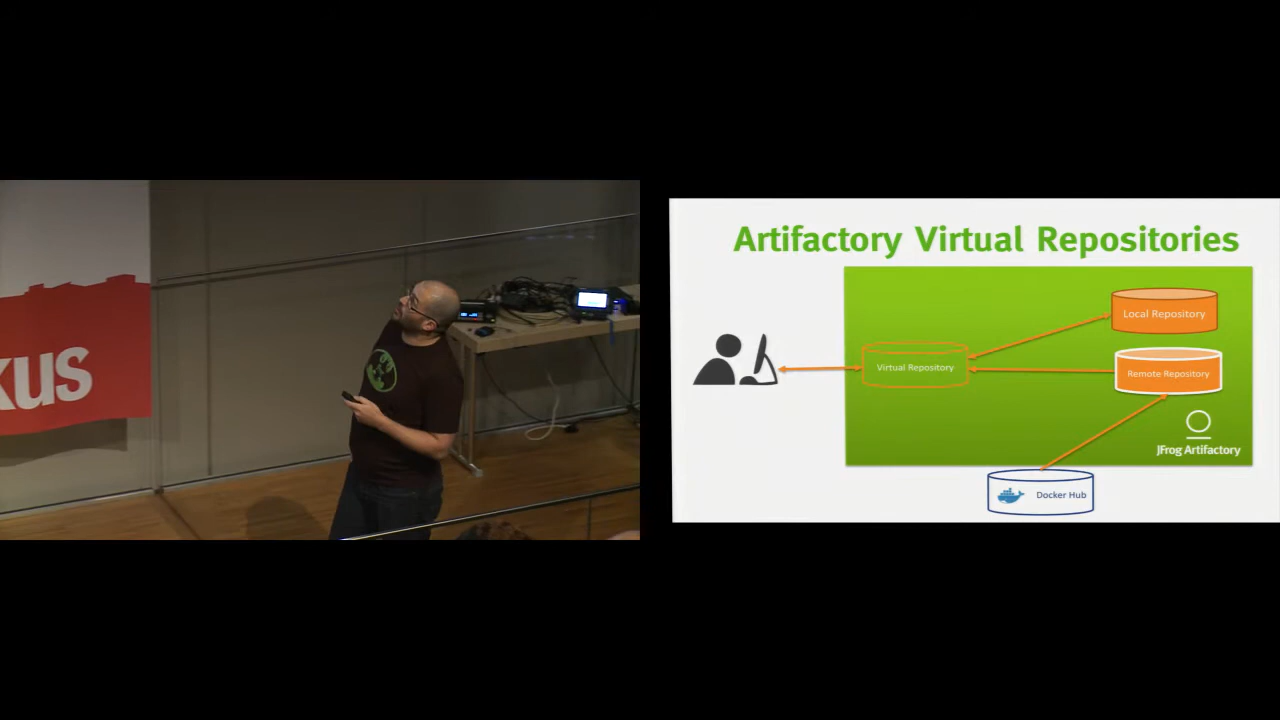 kus
Artifactory Virtual Repositories
Local Repository
Virtual Repository
Remote Repository
JFrog Artifactory
Docker Hub